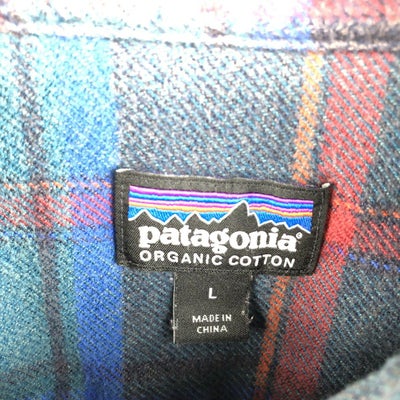 patagonia®
ORGANIC COTTON
L
MADE IN
CHINA